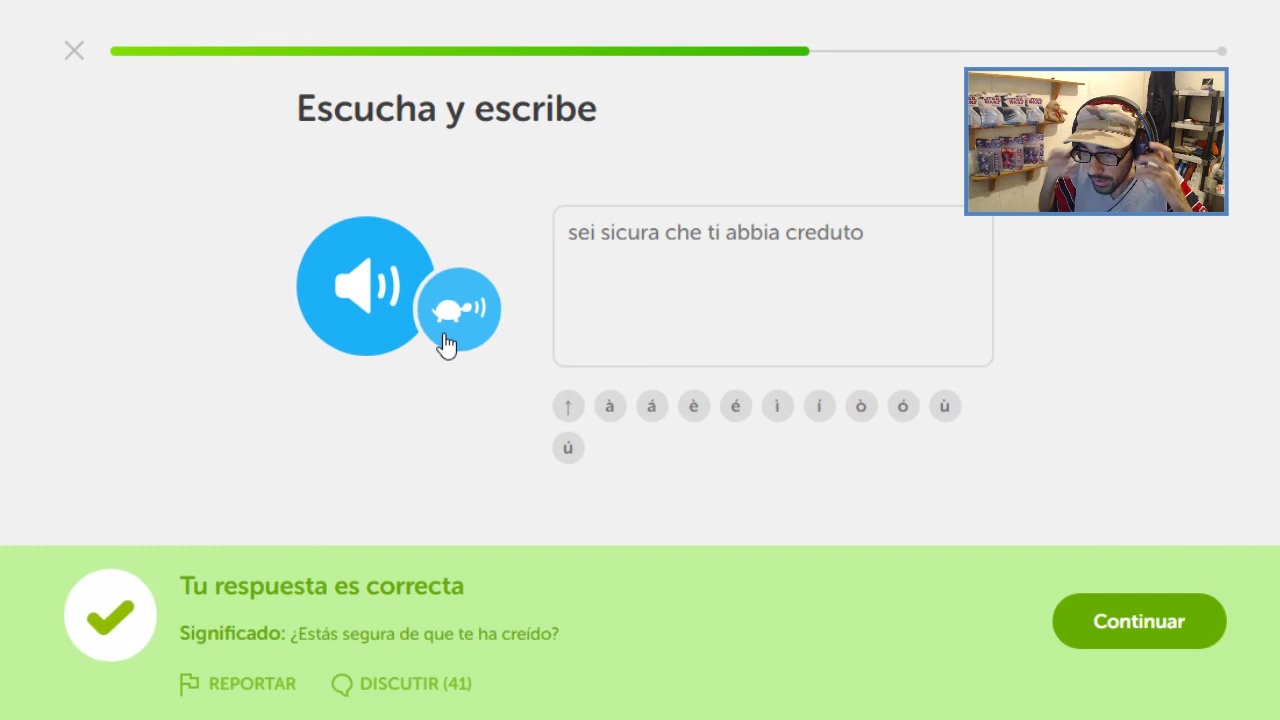 Escucha y escribe
sei sicura che ti abbia creduto
↑ à á è é ì í ò ó ù
ú
Tu respuesta es correcta
Significado: ¿Estás segura de que te ha creído?
REPORTAR DISCUTIR (41)
Continuar